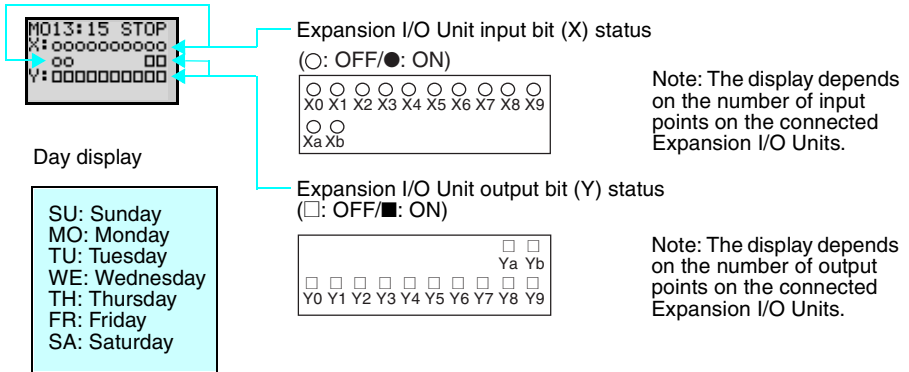 MO13:15 STOP
X:oooooooooo
oo □□
Y:□□□□□□□□□□
Expansion I/O Unit input bit (X) status
(○: OFF/●: ON)
X0 X1 X2 X3 X4 X5 X6 X7 X8 X9
Xa Xb
Note: The display depends
on the number of input
points on the connected
Expansion I/O Units.
Day display
SU: Sunday
MO: Monday
TU: Tuesday
WE: Wednesday
TH: Thursday
FR: Friday
SA: Saturday
Expansion I/O Unit output bit (Y) status
(□: OFF/■: ON)
Ya Yb
Y0 Y1 Y2 Y3 Y4 Y5 Y6 Y7 Y8 Y9
Note: The display depends
on the number of output
points on the connected
Expansion I/O Units.